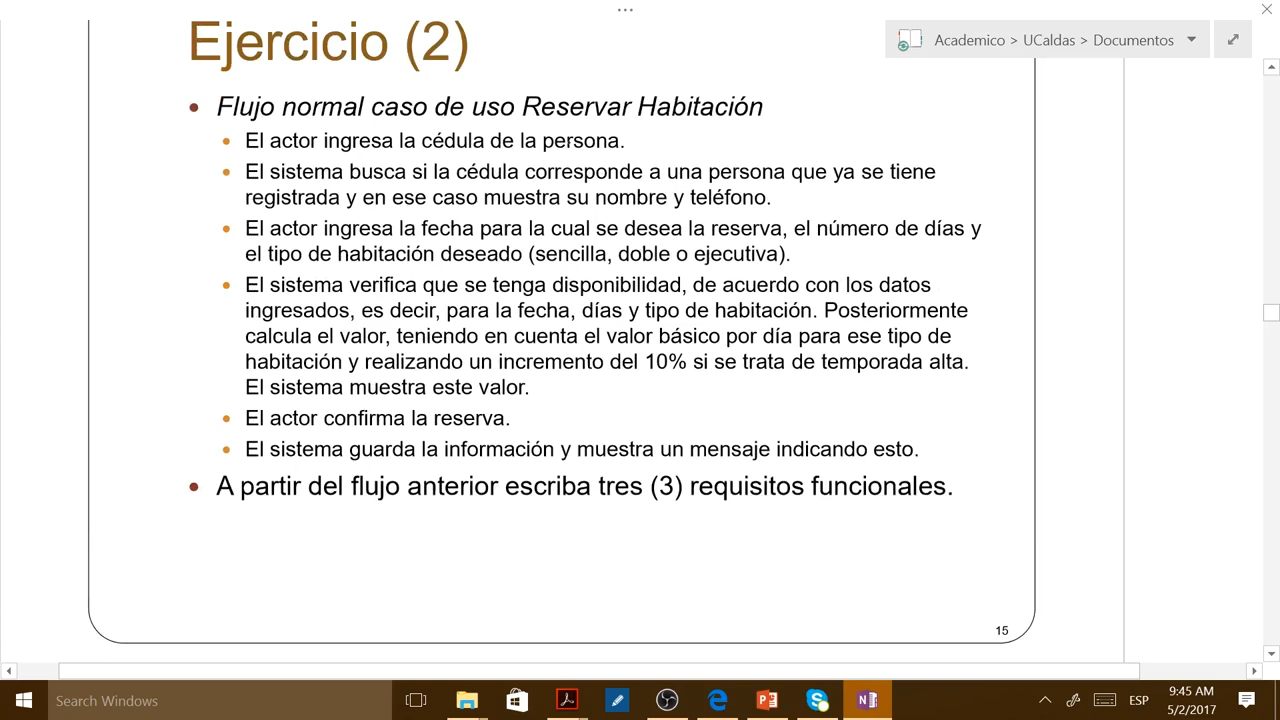 Ejercicio (2)
Academico > UCaldas > Documentos
Flujo normal caso de uso Reservar Habitación
El actor ingresa la cédula de la persona.
El sistema busca si la cédula corresponde a una persona que ya se tiene
registrada y en ese caso muestra su nombre y teléfono.
El actor ingresa la fecha para la cual se desea la reserva, el número de días y
el tipo de habitación deseado (sencilla, doble o ejecutiva).
El sistema verifica que se tenga disponibilidad, de acuerdo con los datos
ingresados, es decir, para la fecha, días y tipo de habitación. Posteriormente
calcula el valor, teniendo en cuenta el valor básico por día para ese tipo de
habitación y realizando un incremento del 10% si se trata de temporada alta.
El sistema muestra este valor.
El actor confirma la reserva.
El sistema guarda la información y muestra un mensaje indicando esto.
A partir del flujo anterior escriba tres (3) requisitos funcionales.
15
Search Windows
ESP
9:45 AM
5/2/2017